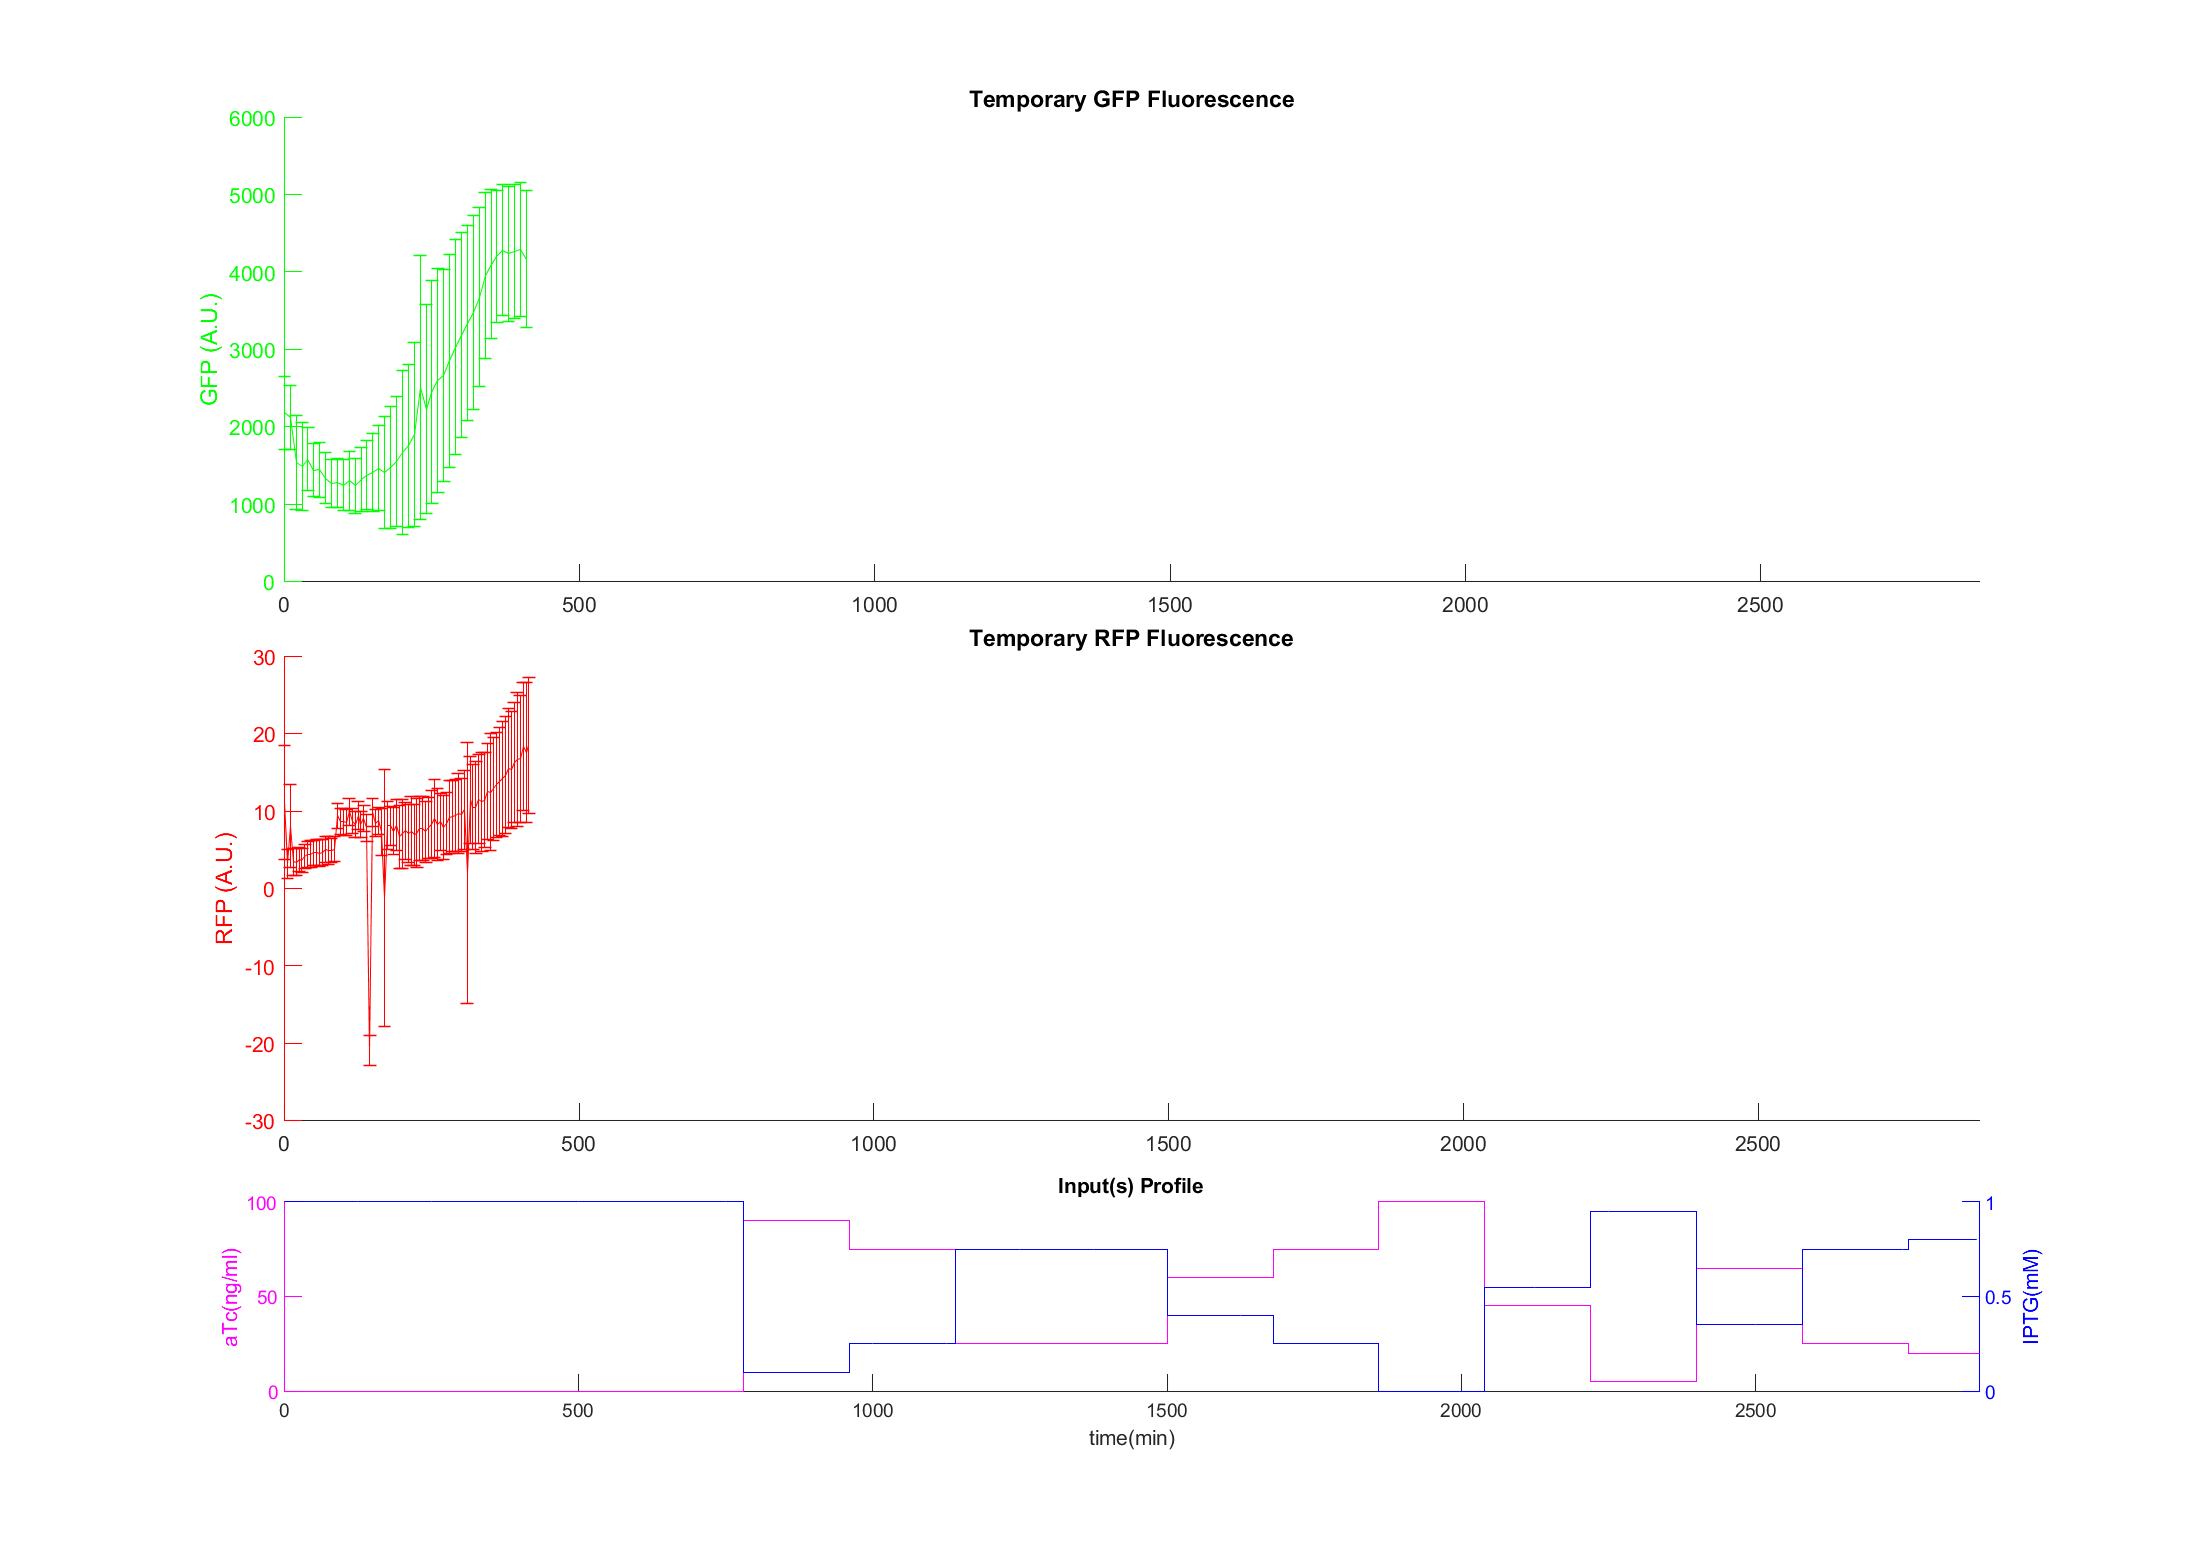 Temporary GFP Fluorescence
6000
5000
4000
3000
2000
1000
0
GFP (A.U.)
0 500 1000 1500 2000 2500
Temporary RFP Fluorescence
30
20
10
0
-10
-20
-30
RFP (A.U.)
0 500 1000 1500 2000 2500
Input(s) Profile
100
50
0
aTc(ng/ml)
1
0.5
0
IPTG(mM)
0 500 1000 1500 2000 2500
time(min)